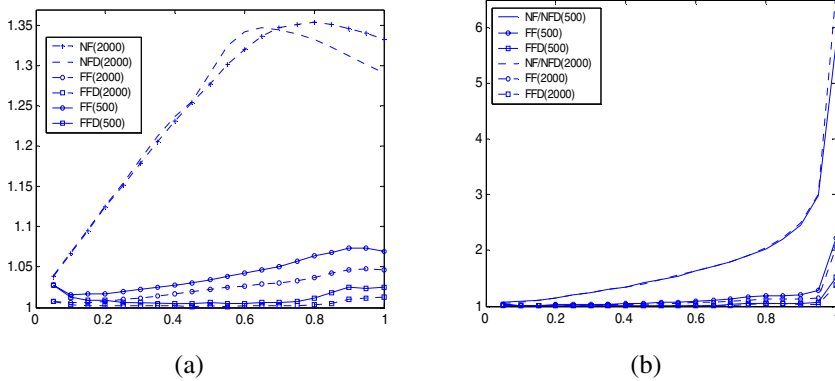 1.35
1.3
1.25
1.2
1.15
1.1
1.05
1
0
0.2
0.4
0.6
0.8
1
NF(2000)
NFD(2000)
FF(2000)
FFD(2000)
FF(500)
FFD(500)
(a)
6
5
4
3
2
1
0
0.2
0.4
0.6
0.8
1
NF/NFD(500)
FF(500)
FFD(500)
NF/NFD(2000)
FF(2000)
FFD(2000)
(b)